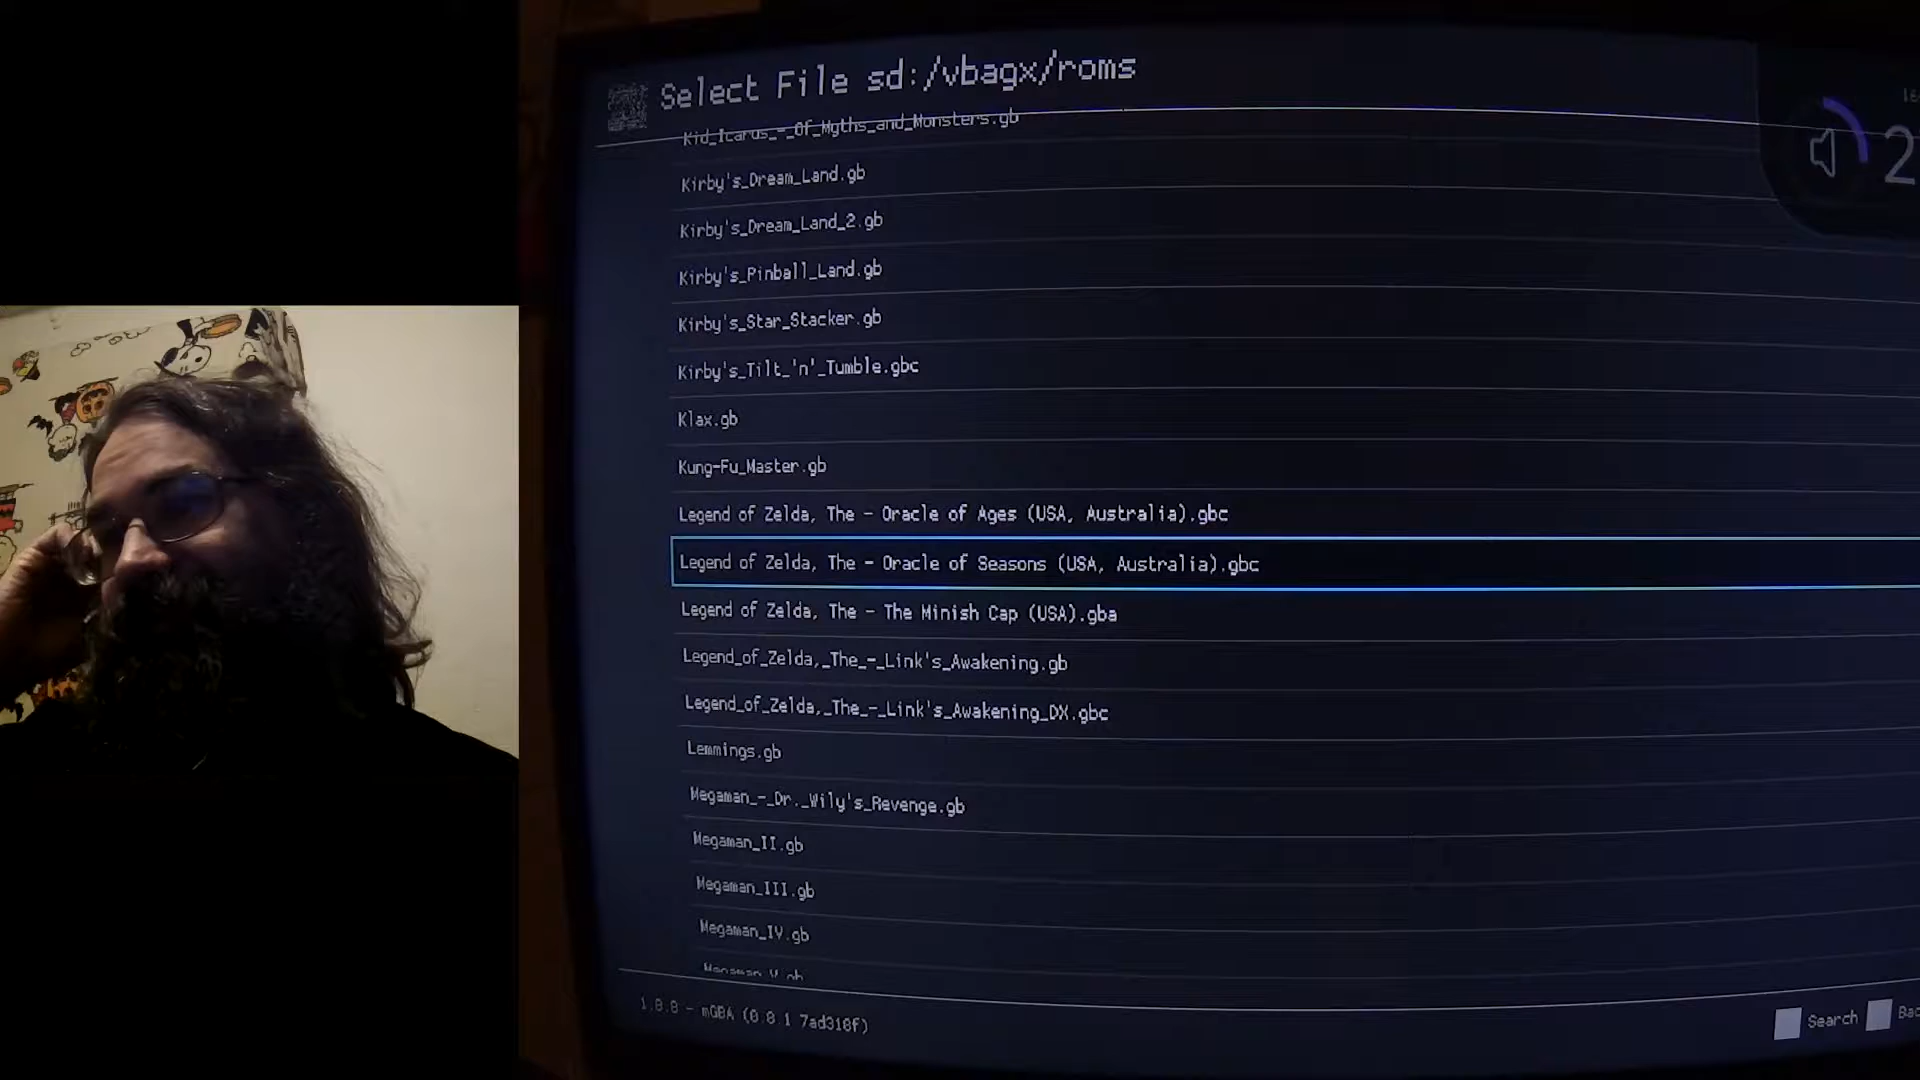 Select File sd:/vbagx/roms
Kid_Icarus_-_Of_Myths_and_Monsters.gb
Kirby's_Dream_Land.gb
Kirby's_Dream_Land_2.gb
Kirby's_Pinball_Land.gb
Kirby's_Star_Stacker.gb
Kirby's_Tilt_'n'_Tumble.gbc
Klax.gb
Kung-Fu_Master.gb
Legend of Zelda, The - Oracle of Ages (USA, Australia).gbc
Legend of Zelda, The - Oracle of Seasons (USA, Australia).gbc
Legend of Zelda, The - The Minish Cap (USA).gba
Legend_of_Zelda,_The_-_Link's_Awakening.gb
Legend_of_Zelda,_The_-_Link's_Awakening_DX.gbc
Lemmings.gb
Megaman_-_Dr._Wily's_Revenge.gb
Megaman_II.gb
Megaman_III.gb
Megaman_IV.gb
Megaman_V.gb
mGBA
Search
2